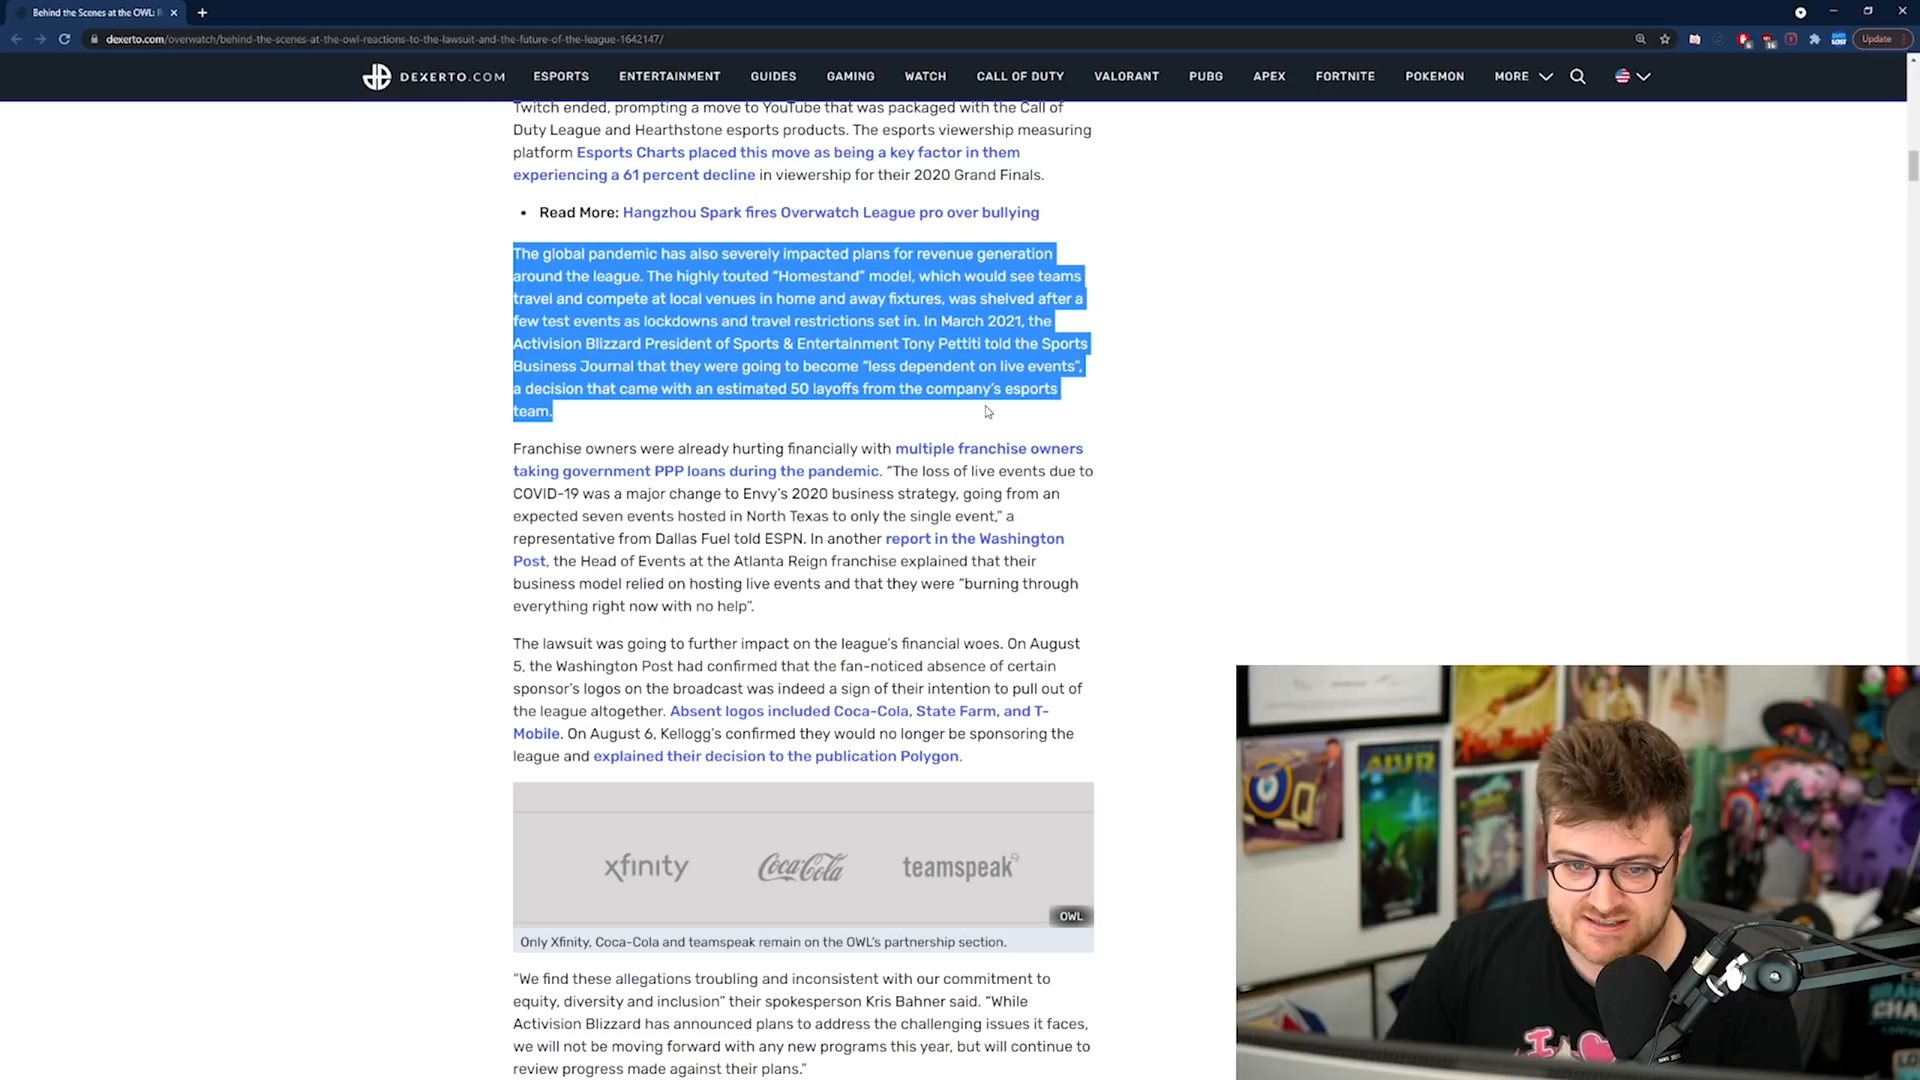 Behind the Scenes at the OWL: R
dexerto.com/overwatch/behind-the-scenes-at-the-owl-reactions-to-the-lawsuit-and-the-future-of-the-league-1642147/
Update
DEXERTO.COM ESPORTS ENTERTAINMENT GUIDES GAMING WATCH CALL OF DUTY VALORANT PUBG APEX FORTNITE POKEMON MORE
Twitch ended, prompting a move to YouTube that was packaged with the Call of
Duty League and Hearthstone esports products. The esports viewership measuring
platform Esports Charts placed this move as being a key factor in them
experiencing a 61 percent decline in viewership for their 2020 Grand Finals.
• Read More: Hangzhou Spark fires Overwatch League pro over bullying
The global pandemic has also severely impacted plans for revenue generation
around the league. The highly touted “Homestand” model, which would see teams
travel and compete at local venues in home and away fixtures, was shelved after a
few test events as lockdowns and travel restrictions set in. In March 2021, the
Activision Blizzard President of Sports & Entertainment Tony Pettiti told the Sports
Business Journal that they were going to become “less dependent on live events”,
a decision that came with an estimated 50 layoffs from the company’s esports
team.
Franchise owners were already hurting financially with multiple franchise owners
taking government PPP loans during the pandemic. “The loss of live events due to
COVID-19 was a major change to Envy’s 2020 business strategy, going from an
expected seven events hosted in North Texas to only the single event,” a
representative from Dallas Fuel told ESPN. In another report in the Washington
Post, the Head of Events at the Atlanta Reign franchise explained that their
business model relied on hosting live events and that they were “burning through
everything right now with no help”.
The lawsuit was going to further impact on the league’s financial woes. On August
5, the Washington Post had confirmed that the fan-noticed absence of certain
sponsor’s logos on the broadcast was indeed a sign of their intention to pull out of
the league altogether. Absent logos included Coca-Cola, State Farm, and T-
Mobile. On August 6, Kellogg’s confirmed they would no longer be sponsoring the
league and explained their decision to the publication Polygon.
xfinity Coca-Cola teamspeak
OWL
Only Xfinity, Coca-Cola and teamspeak remain on the OWL’s partnership section.
“We find these allegations troubling and inconsistent with our commitment to
equity, diversity and inclusion” their spokesperson Kris Bahner said. “While
Activision Blizzard has announced plans to address the challenging issues it faces,
we will not be moving forward with any new programs this year, but will continue to
review progress made against their plans.”